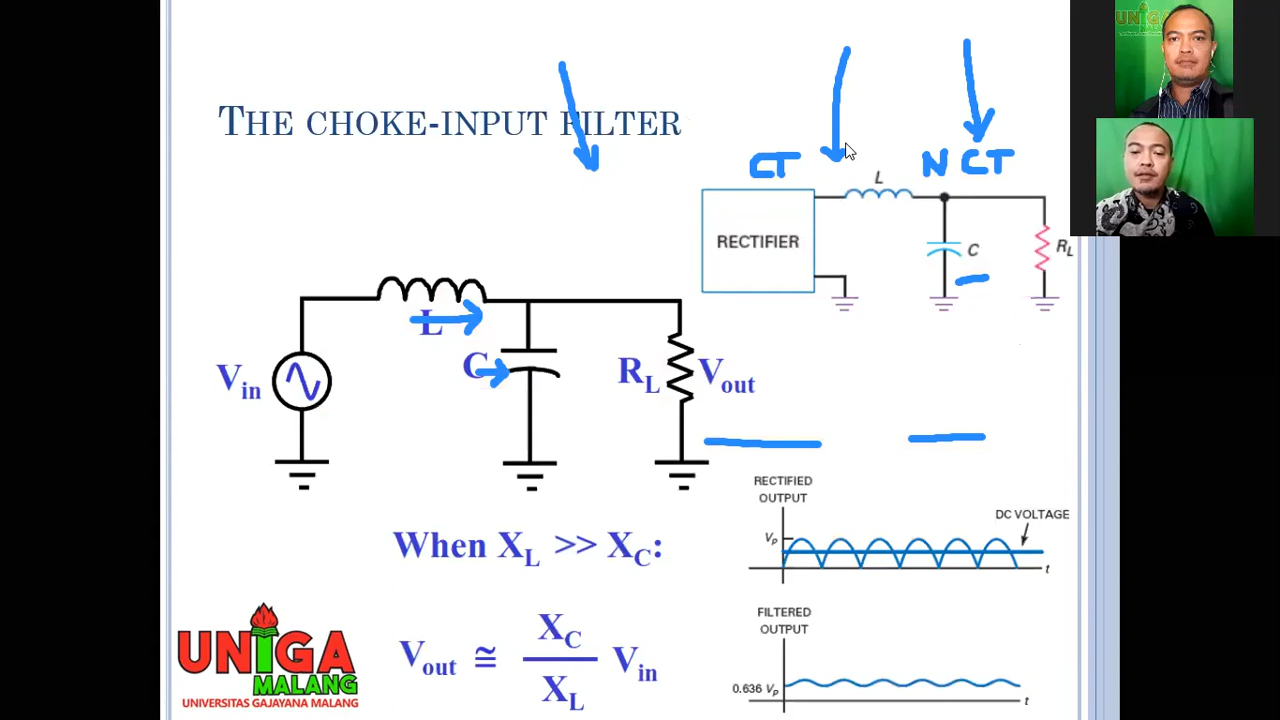 UNIGA
THE CHOKE-INPUT FILTER
CT
N CT
L
RECTIFIER
C
RL
L
C
Vin
RL
Vout
RECTIFIED
OUTPUT
DC VOLTAGE
Vp
t
When XL >> XC:
FILTERED
OUTPUT
Vout ≅ XC / XL Vin
0.636 Vp
t
UNIGA
MALANG
UNIVERSITAS GAJAYANA MALANG